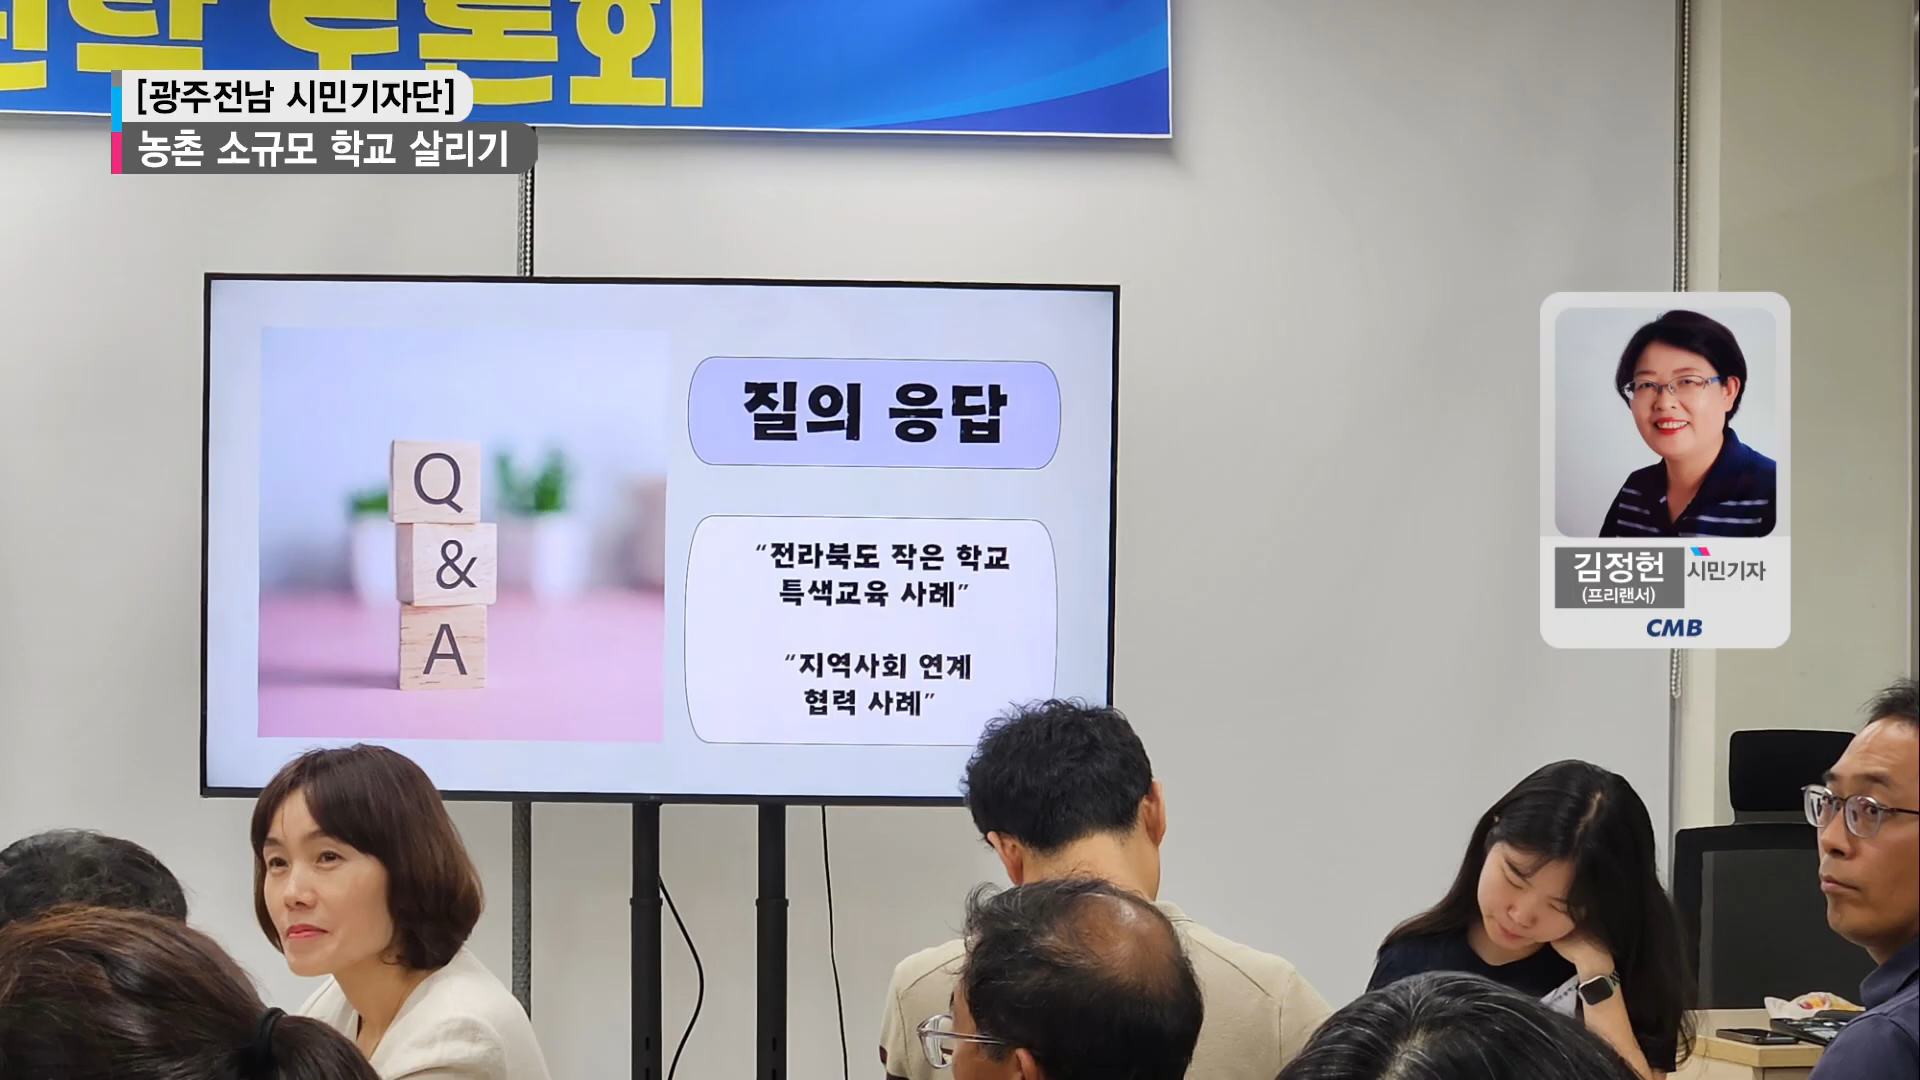 토론회
[광주전남 시민기자단]
농촌 소규모 학교 살리기
질의 응답
Q
&
A
“전라북도 작은 학교
특색교육 사례”
“지역사회 연계
협력 사례”
김정헌 시민기자
(프리랜서)
CMB